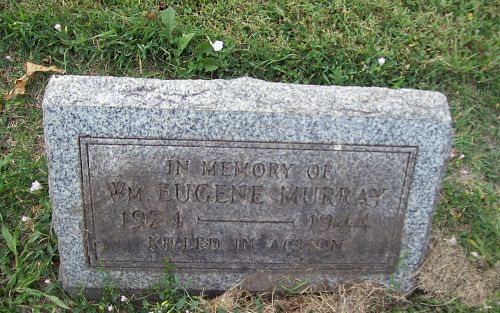 IN MEMORY OF
WM. EUGENE MURRAY
1924 — 1944
KILLED IN ACTION